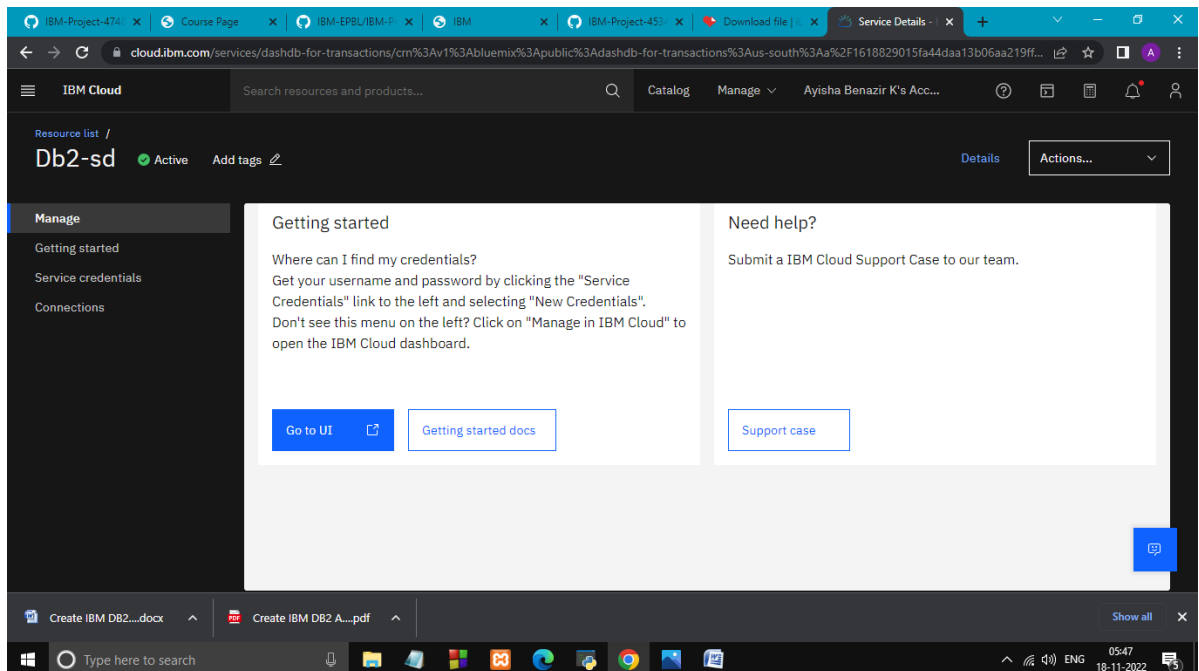 IBM-Project-474
Course Page
IBM-EPBL/IBM-P
IBM
IBM-Project-453
Download file | iL
Service Details -
cloud.ibm.com/services/dashdb-for-transactions/crn%3Av1%3Abluemix%3Apublic%3Adashdb-for-transactions%3Aus-south%3Aa%2F1618829015fa44daa13b06aa219ff...
A
IBM Cloud
Search resources and products...
Catalog
Manage
Ayisha Benazir K's Acc...
Resource list /
Db2-sd
Active
Add tags
Details
Actions...
Manage
Getting started
Service credentials
Connections
Getting started
Where can I find my credentials?
Get your username and password by clicking the "Service
Credentials" link to the left and selecting "New Credentials".
Don't see this menu on the left? Click on "Manage in IBM Cloud" to
open the IBM Cloud dashboard.
Go to UI
Getting started docs
Need help?
Submit a IBM Cloud Support Case to our team.
Support case
Create IBM DB2....docx
PDF
Create IBM DB2 A....pdf
Show all
Type here to search
ENG
05:47
18-11-2022
5